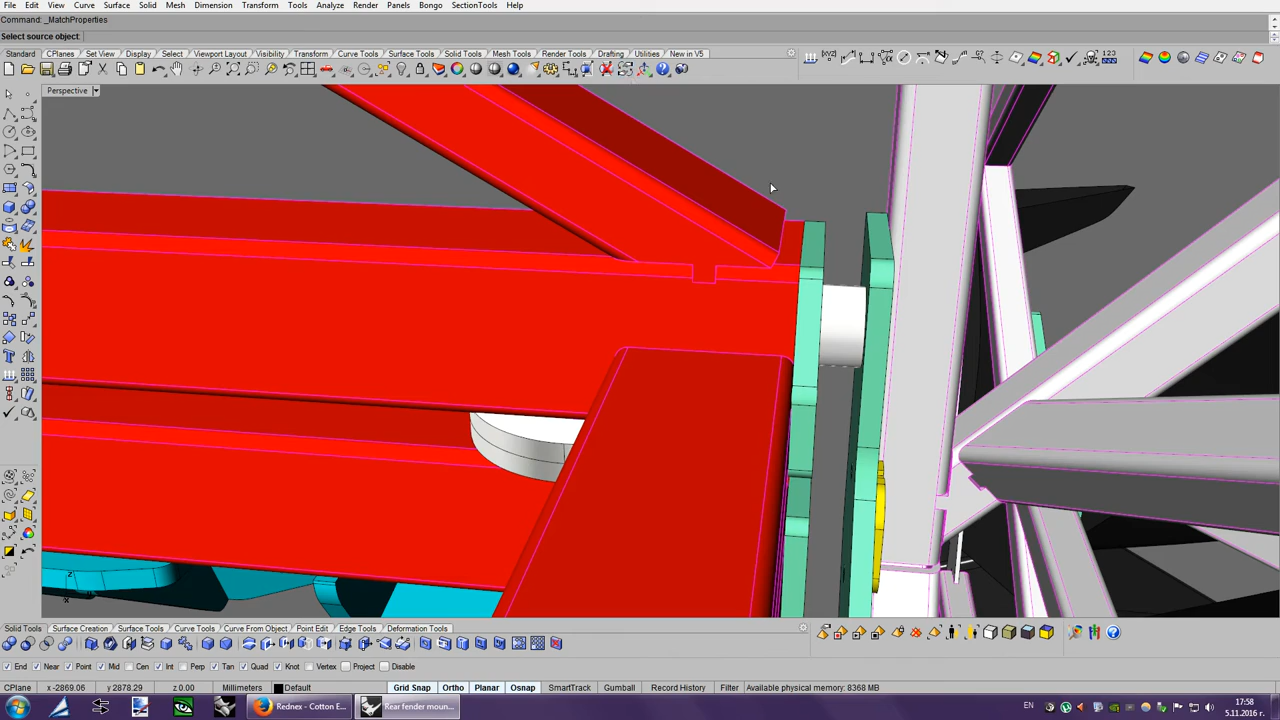 File Edit View Curve Surface Solid Mesh Dimension Transform Tools Analyze Render Panels Bongo SectionTools Help
Command: _MatchProperties
Select source object:
Standard CPlanes Set View Display Select Viewport Layout Visibility Transform Curve Tools Surface Tools Solid Tools Mesh Tools Render Tools Drafting Utilities New in V5
Perspective
z
x
Solid Tools Surface Creation Surface Tools Curve Tools Curve From Object Point Edit Edge Tools Deformation Tools
End Near Point Mid Cen Int Perp Tan Quad Knot Vertex Project Disable
CPlane x -2869.06 y 2878.29 z 0.00 Millimeters Default Grid Snap Ortho Planar Osnap SmartTrack Gumball Record History Filter Available physical memory: 8368 MB
Rednex - Cotton E... Rear fender moun... EN 17:58
5.11.2016 г.